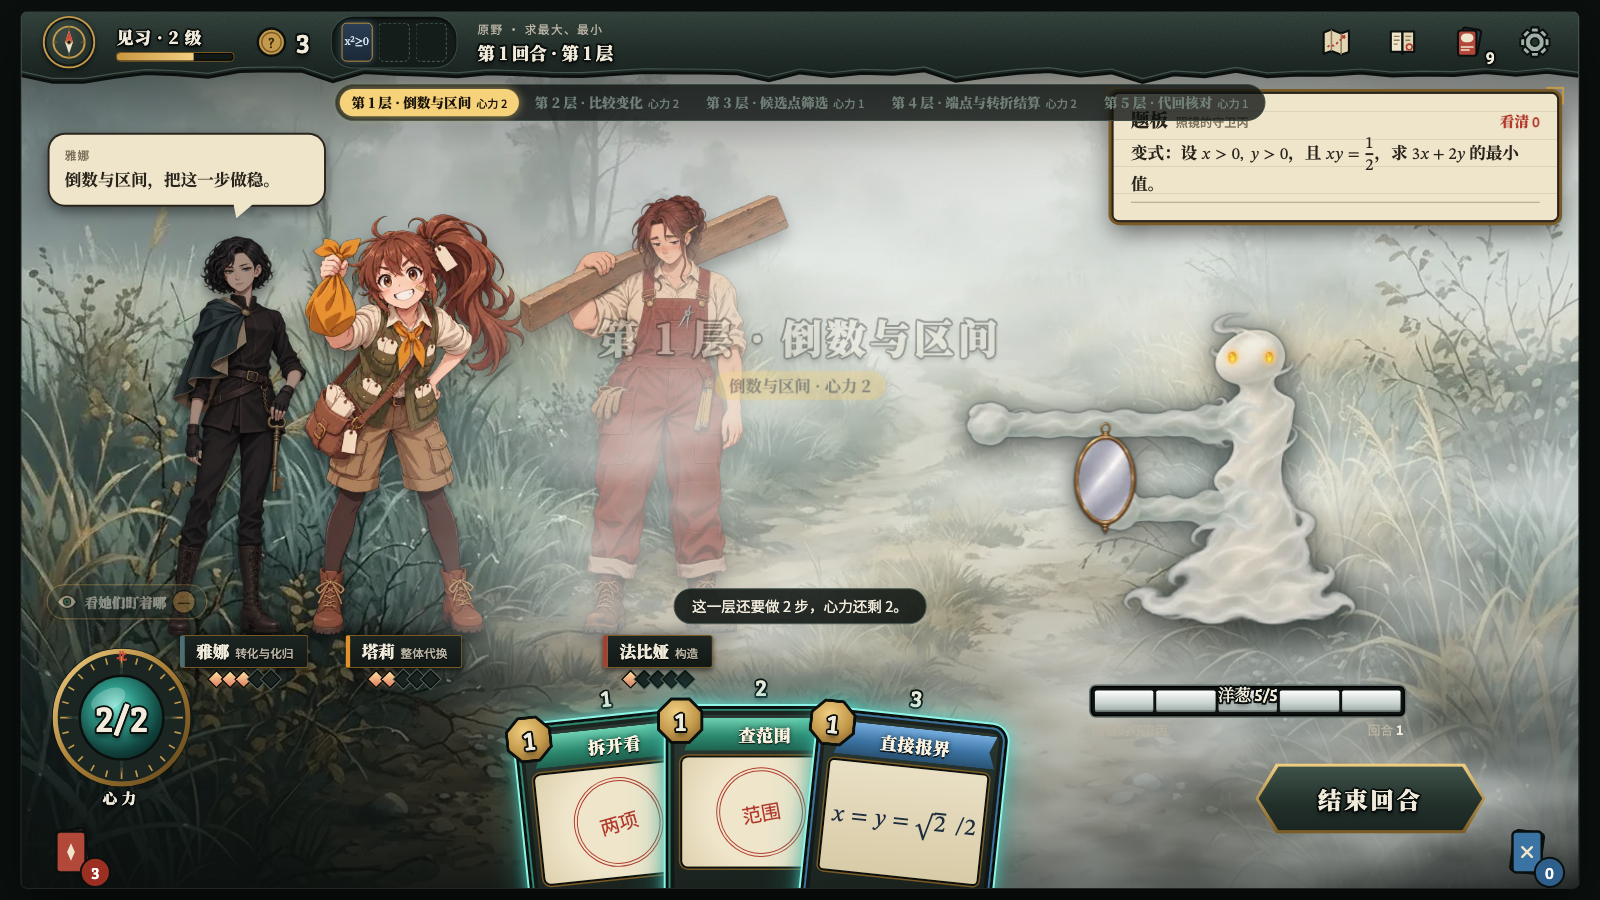 见习 · 2 级
? 3
x²≥0
原野 · 求最大、最小
第1回合 · 第1层
9
第 1 层 · 倒数与区间 心力 2
第 2 层 · 比较变化 心力 2
第 3 层 · 候选点筛选 心力 1
第 4 层 · 端点与转折结算 心力 2
第 5 层 · 代回核对 心力 1
题板 照镜的守卫丙
看清 0
变式：设 x > 0, y > 0，且 xy = 1/2，求 3x + 2y 的最小
值。
雅娜
倒数与区间，把这一步做稳。
第 1 层 · 倒数与区间
倒数与区间 · 心力 2
看她们盯着哪
这一层还要做 2 步，心力还剩 2。
雅娜 转化与化归
塔莉 整体代换
法比娅 构造
2/2
心力
3
1
1
拆开看
两项
2
1
查范围
范围
3
1
直接报界
x = y = √2 /2
洋葱 5/5
回合 1
结束回合
0